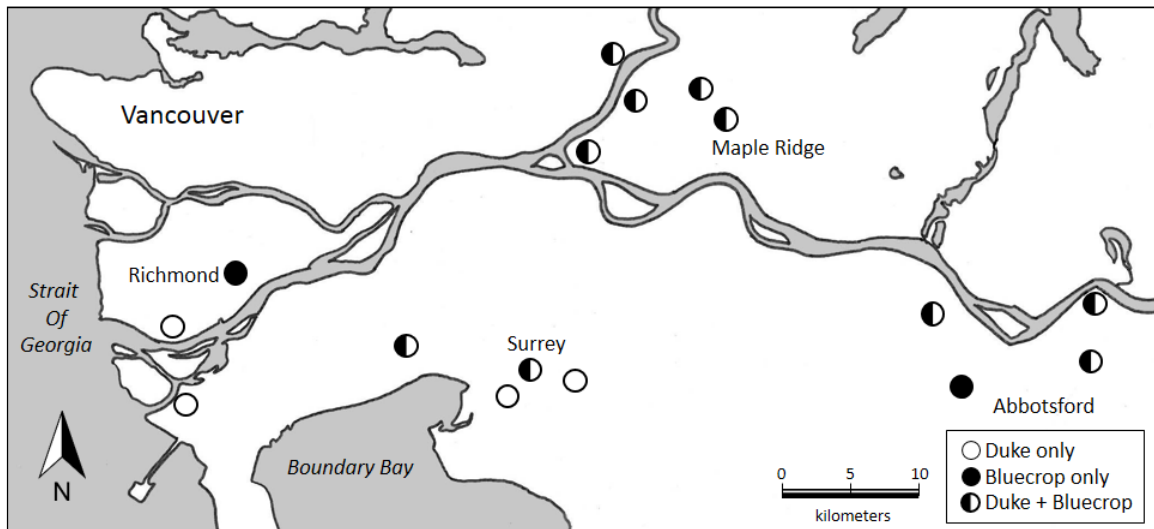 Vancouver
Maple Ridge
Richmond
Strait
Of
Georgia
Surrey
Abbotsford
Boundary Bay
N
0 5 10
kilometers
Duke only
Bluecrop only
Duke + Bluecrop